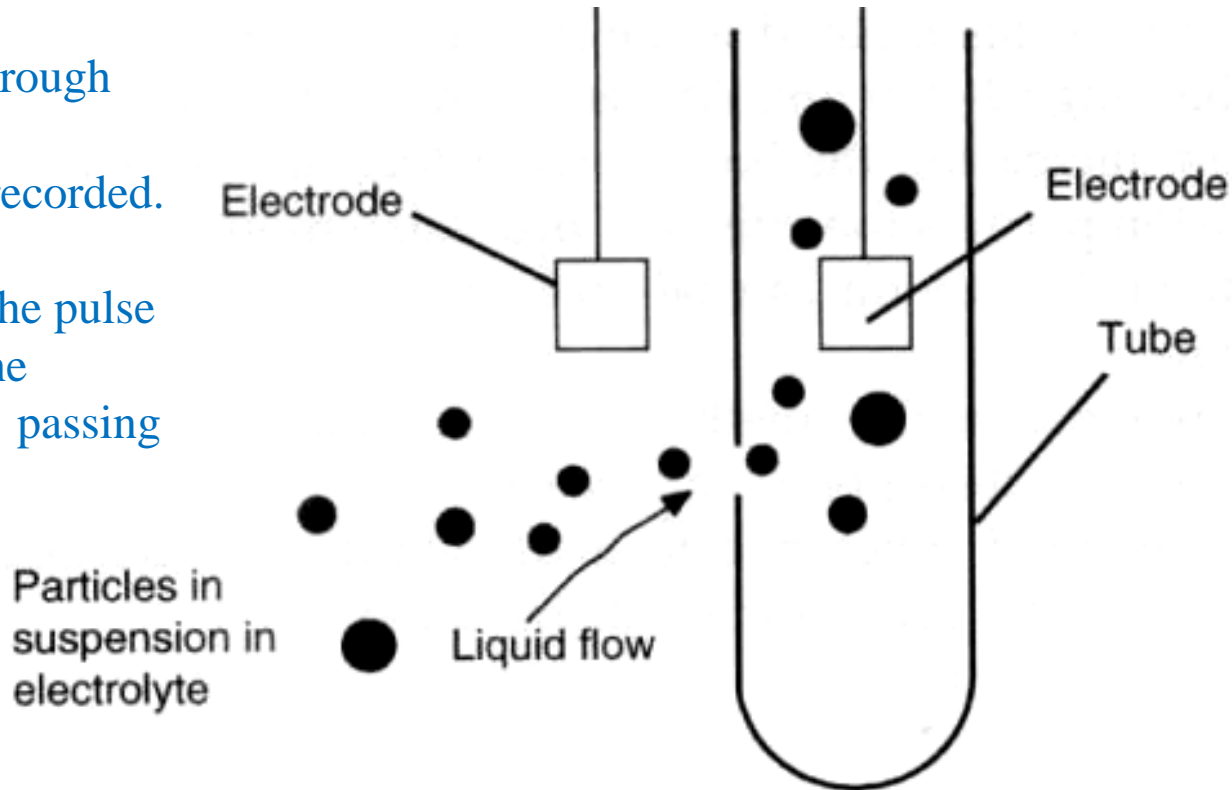 rough
recorded.
he pulse
ne
passing
Electrode
Electrode
Tube
Particles in
suspension in
electrolyte
Liquid flow